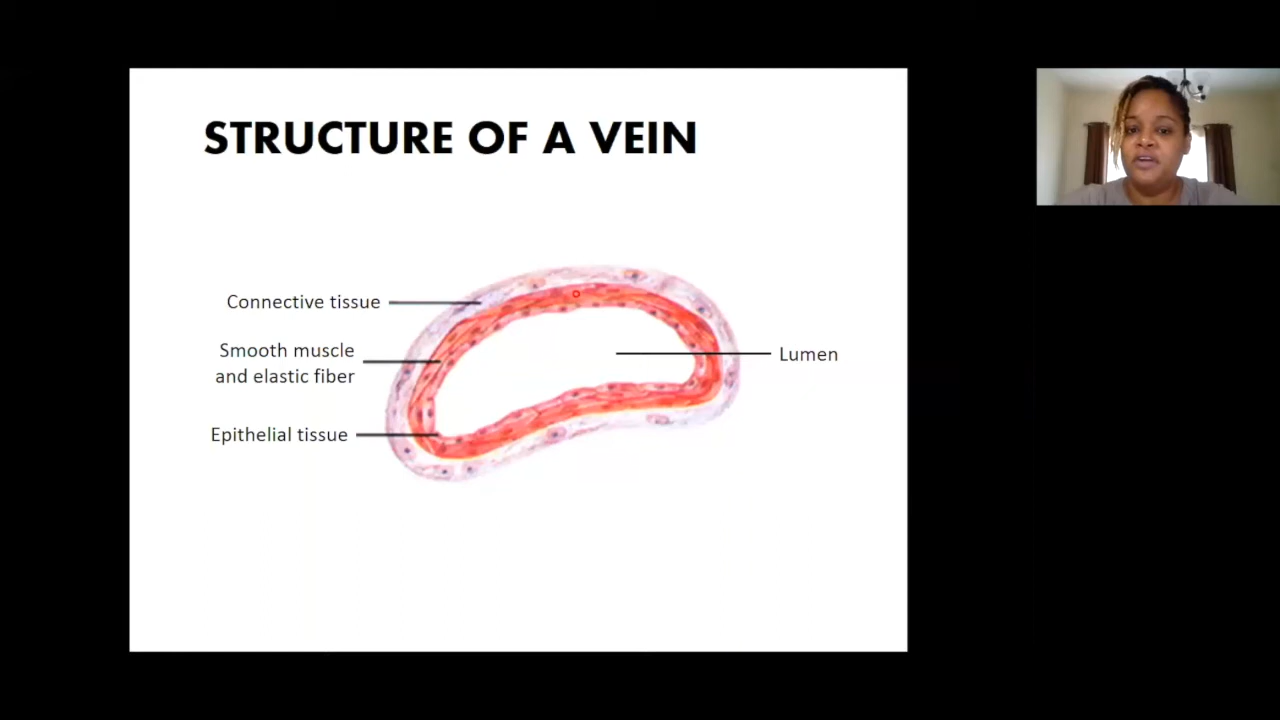 STRUCTURE OF A VEIN
Connective tissue
Smooth muscle
and elastic fiber
Lumen
Epithelial tissue